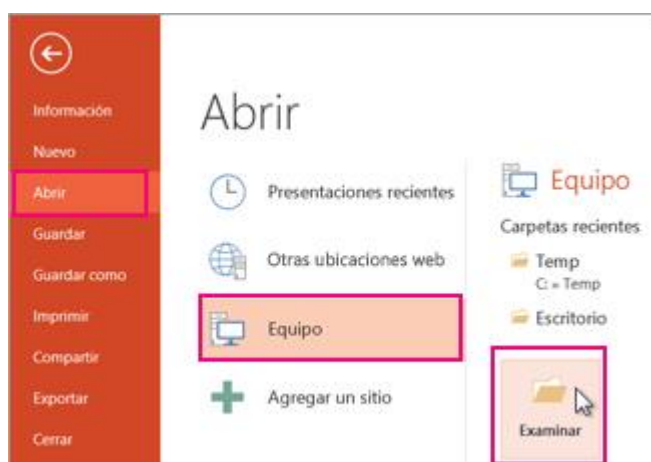 Información
Nuevo
Abrir
Guardar
Guardar como
Imprimir
Compartir
Exportar
Cerrar
Abrir
Presentaciones recientes
Otras ubicaciones web
Equipo
Agregar un sitio
Equipo
Carpetas recientes
Temp
C: » Temp
Escritorio
Examinar